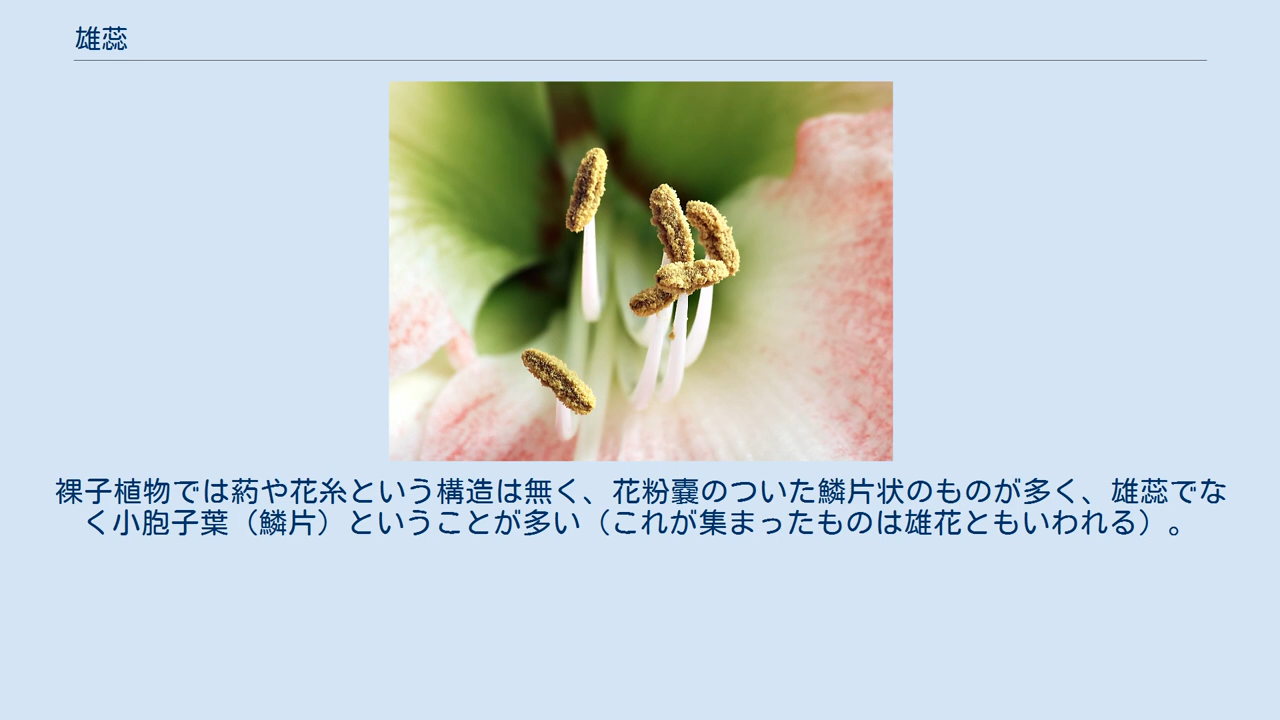 雄蕊
裸子植物では葯や花糸という構造は無く、花粉嚢のついた鱗片状のものが多く、雄蕊でな
く小胞子葉（鱗片）ということが多い（これが集まったものは雄花ともいわれる）。